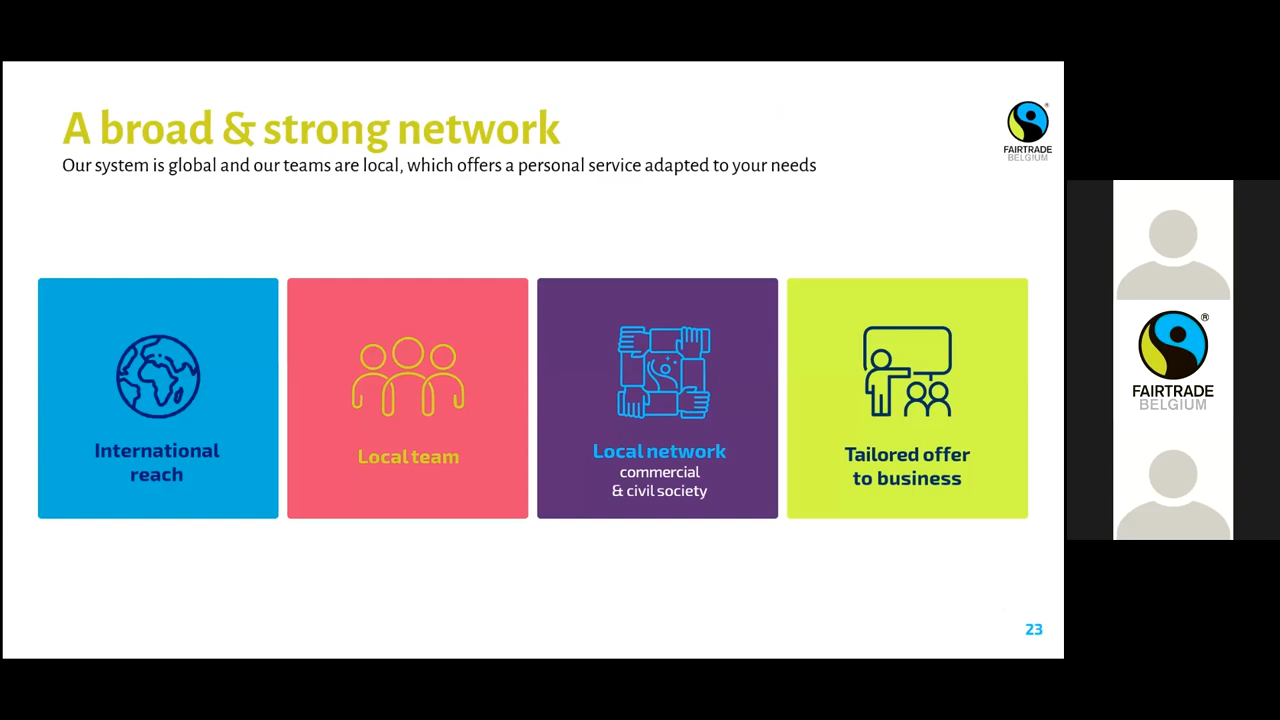 A broad & strong network
Our system is global and our teams are local, which offers a personal service adapted to your needs
®
FAIRTRADE
BELGIUM
International
reach
Local team
Local network
commercial
& civil society
Tailored offer
to business
23
®
FAIRTRADE
BELGIUM